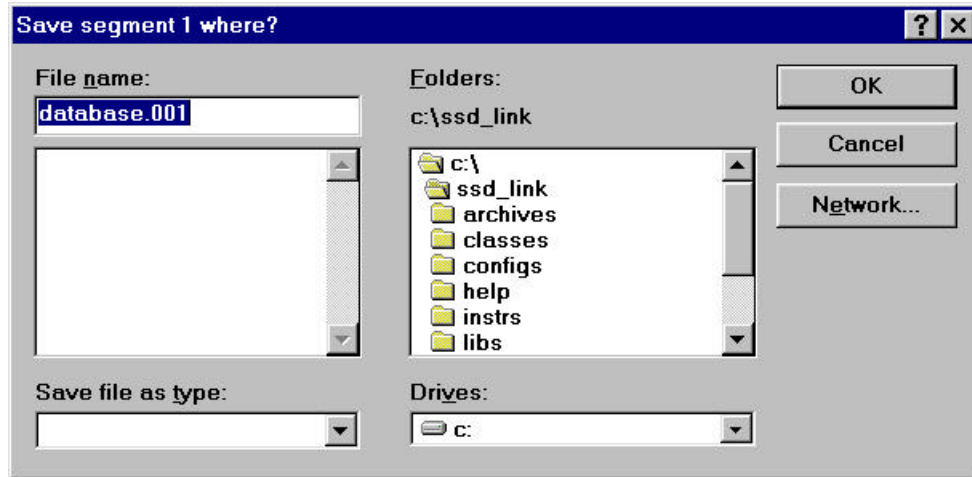 Save segment 1 where?
File name:
database.001
Folders:
c:\ssd_link
c:\
ssd_link
archives
classes
configs
help
instrs
libs
OK
Cancel
Network...
Save file as type:
Drives:
c: